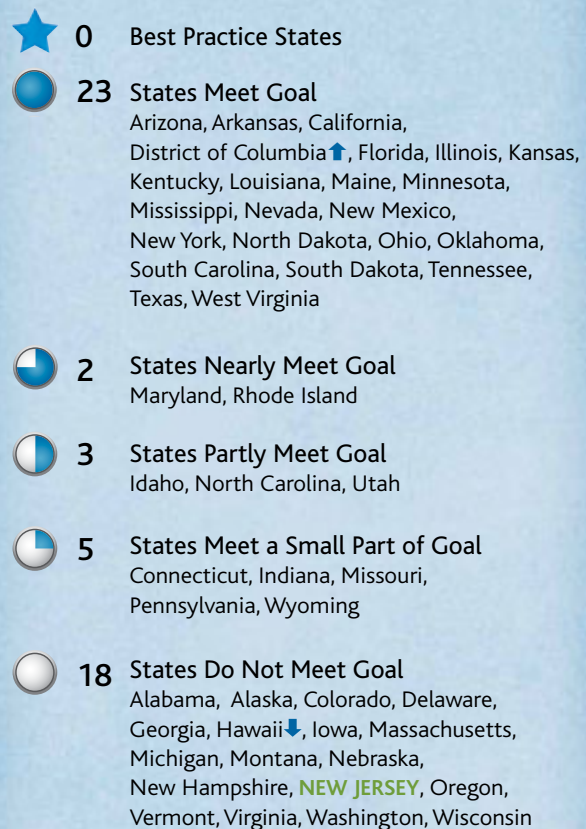 0 Best Practice States
23 States Meet Goal
Arizona, Arkansas, California,
District of Columbia⬆, Florida, Illinois, Kansas,
Kentucky, Louisiana, Maine, Minnesota,
Mississippi, Nevada, New Mexico,
New York, North Dakota, Ohio, Oklahoma,
South Carolina, South Dakota, Tennessee,
Texas, West Virginia
2 States Nearly Meet Goal
Maryland, Rhode Island
3 States Partly Meet Goal
Idaho, North Carolina, Utah
5 States Meet a Small Part of Goal
Connecticut, Indiana, Missouri,
Pennsylvania, Wyoming
18 States Do Not Meet Goal
Alabama, Alaska, Colorado, Delaware,
Georgia, Hawaii⬇, Iowa, Massachusetts,
Michigan, Montana, Nebraska,
New Hampshire, NEW JERSEY, Oregon,
Vermont, Virginia, Washington, Wisconsin